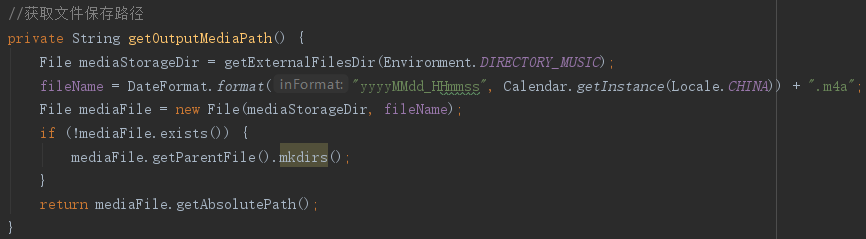 //获取文件保存路径
private String getOutputMediaPath() {
File mediaStorageDir = getExternalFilesDir(Environment.DIRECTORY_MUSIC);
fileName = DateFormat.format( inFormat: "yyyyMMdd_HHmmss", Calendar.getInstance(Locale.CHINA)) + ".m4a";
File mediaFile = new File(mediaStorageDir, fileName);
if (!mediaFile.exists()) {
mediaFile.getParentFile().mkdirs();
}
return mediaFile.getAbsolutePath();
}